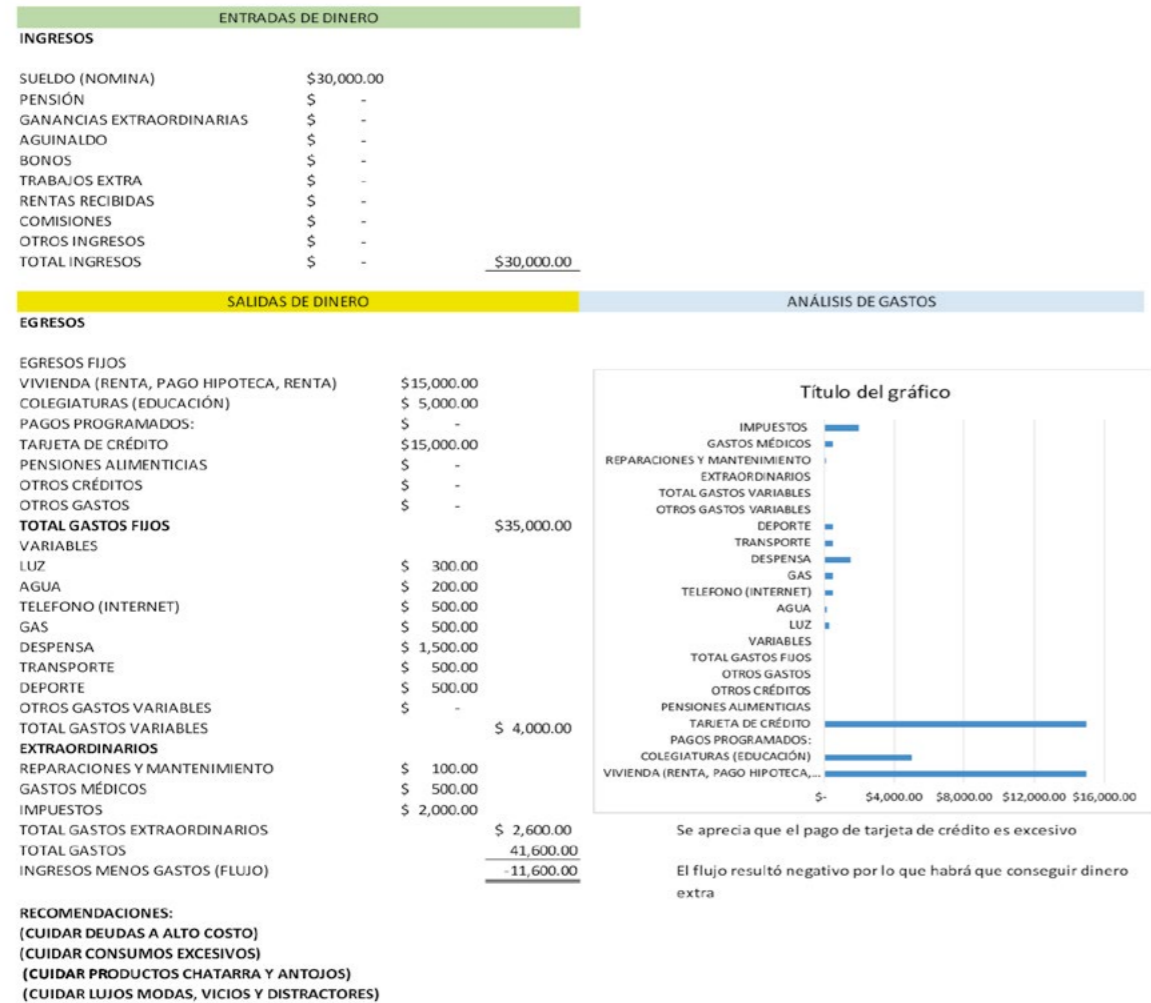 ENTRADAS DE DINERO
INGRESOS
SUELDO (NOMINA) $30,000.00
PENSIÓN $ -
GANANCIAS EXTRAORDINARIAS $ -
AGUINALDO $ -
BONOS $ -
TRABAJOS EXTRA $ -
RENTAS RECIBIDAS $ -
COMISIONES $ -
OTROS INGRESOS $ -
TOTAL INGRESOS $ - $30,000.00
SALIDAS DE DINERO
EGRESOS
EGRESOS FIJOS
VIVIENDA (RENTA, PAGO HIPOTECA, RENTA) $15,000.00
COLEGIATURAS (EDUCACIÓN) $ 5,000.00
PAGOS PROGRAMADOS: $ -
TARJETA DE CRÉDITO $15,000.00
PENSIONES ALIMENTICIAS $ -
OTROS CRÉDITOS $ -
OTROS GASTOS $ -
TOTAL GASTOS FIJOS $35,000.00
VARIABLES
LUZ $ 300.00
AGUA $ 200.00
TELEFONO (INTERNET) $ 500.00
GAS $ 500.00
DESPENSA $ 1,500.00
TRANSPORTE $ 500.00
DEPORTE $ 500.00
OTROS GASTOS VARIABLES $ -
TOTAL GASTOS VARIABLES $ 4,000.00
EXTRAORDINARIOS
REPARACIONES Y MANTENIMIENTO $ 100.00
GASTOS MÉDICOS $ 500.00
IMPUESTOS $ 2,000.00
TOTAL GASTOS EXTRAORDINARIOS $ 2,600.00
TOTAL GASTOS 41,600.00
INGRESOS MENOS GASTOS (FLUJO) -11,600.00
RECOMENDACIONES:
(CUIDAR DEUDAS A ALTO COSTO)
(CUIDAR CONSUMOS EXCESIVOS)
(CUIDAR PRODUCTOS CHATARRA Y ANTOJOS)
(CUIDAR LUJOS MODAS, VICIOS Y DISTRACTORES)
ANÁLISIS DE GASTOS
Título del gráfico
IMPUESTOS
GASTOS MÉDICOS
REPARACIONES Y MANTENIMIENTO
EXTRAORDINARIOS
TOTAL GASTOS VARIABLES
OTROS GASTOS VARIABLES
DEPORTE
TRANSPORTE
DESPENSA
GAS
TELEFONO (INTERNET)
AGUA
LUZ
VARIABLES
TOTAL GASTOS FIJOS
OTROS GASTOS
OTROS CRÉDITOS
PENSIONES ALIMENTICIAS
TARJETA DE CRÉDITO
PAGOS PROGRAMADOS:
COLEGIATURAS (EDUCACIÓN)
VIVIENDA (RENTA, PAGO HIPOTECA,...
$- $4,000.00 $8,000.00 $12,000.00 $16,000.00
Se aprecia que el pago de tarjeta de crédito es excesivo
El flujo resultó negativo por lo que habrá que conseguir dinero
extra